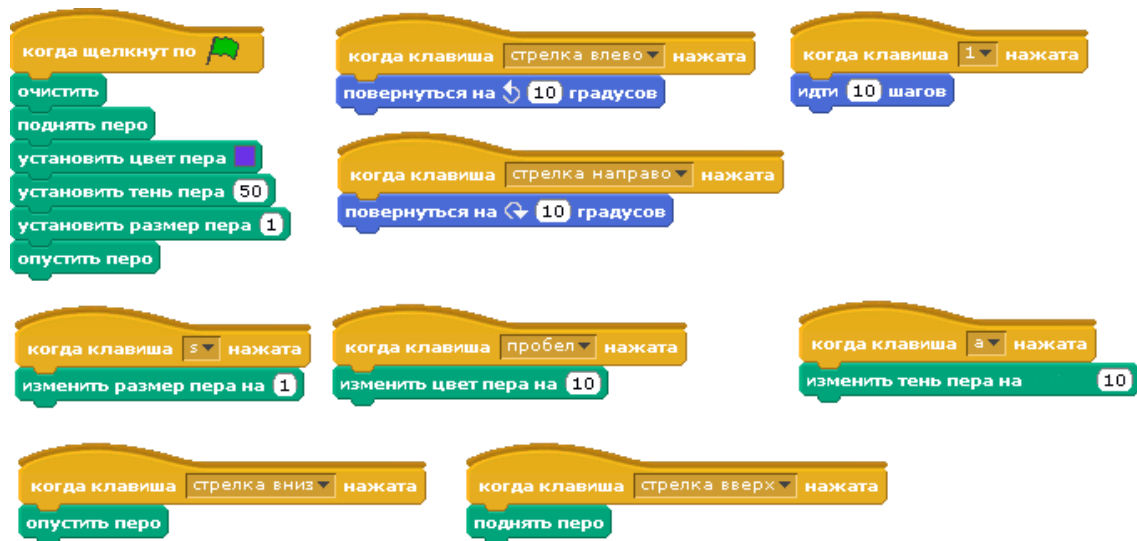 когда щелкнут по
очистить
поднять перо
установить цвет пера
установить тень пера 50
установить размер пера 1
опустить перо
когда клавиша стрелка влево нажата
повернуться на 10 градусов
когда клавиша стрелка направо нажата
повернуться на 10 градусов
когда клавиша 1 нажата
идти 10 шагов
когда клавиша s нажата
изменить размер пера на 1
когда клавиша пробел нажата
изменить цвет пера на 10
когда клавиша a нажата
изменить тень пера на 10
когда клавиша стрелка вниз нажата
опустить перо
когда клавиша стрелка вверх нажата
поднять перо